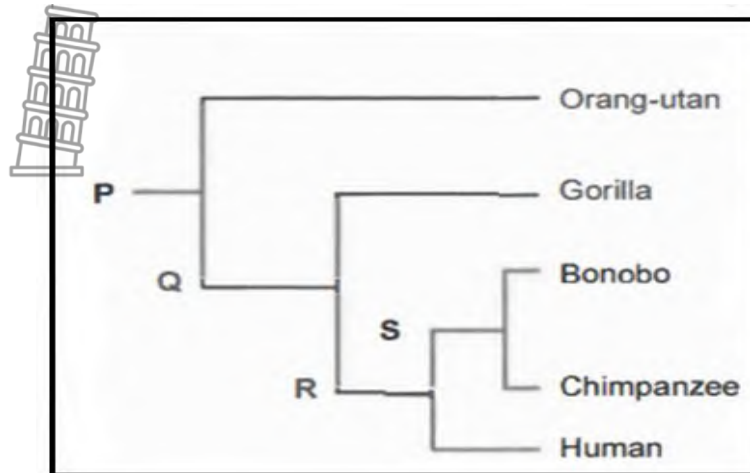 Orang-utan
P
Gorilla
Q
Bonobo
S
R
Chimpanzee
Human